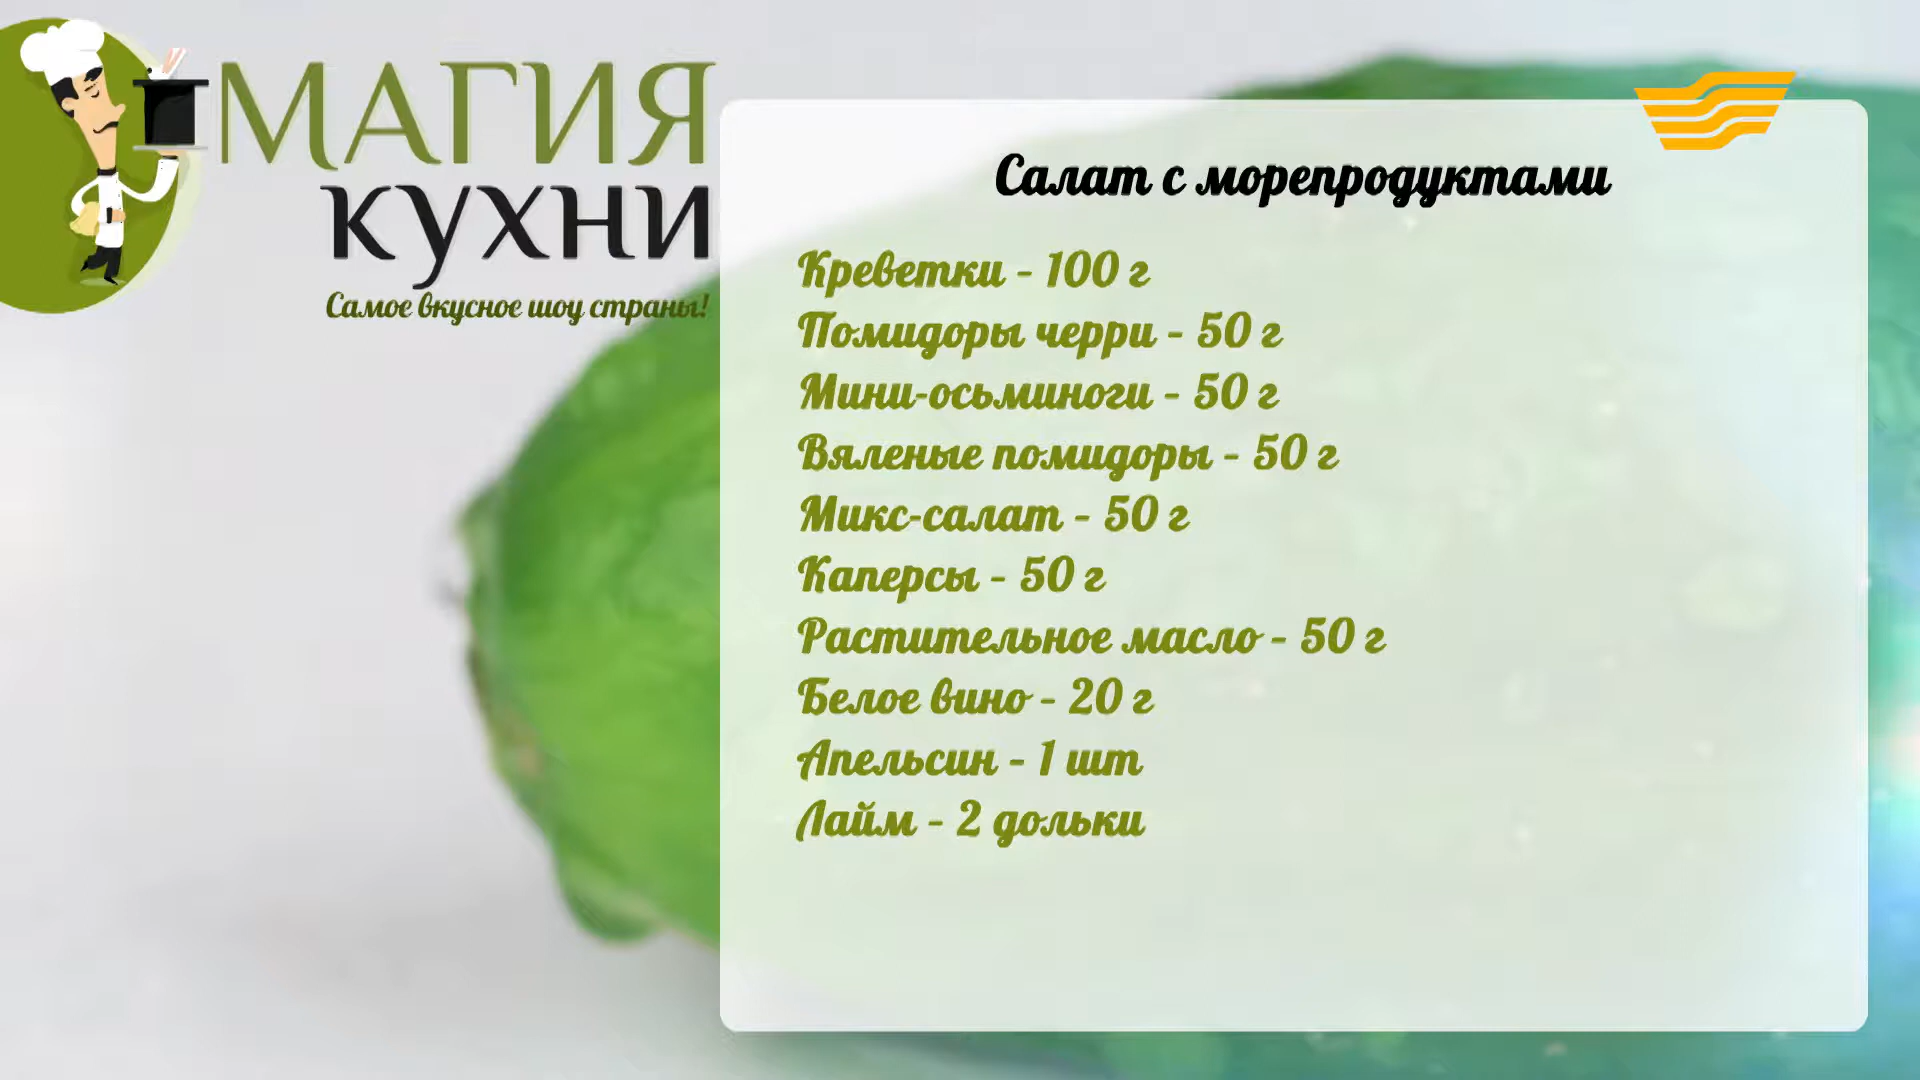 МАГИЯ
КУХНИ
Самое вкусное шоу страны!
Салат с морепродуктами
Креветки – 100 г
Помидоры черри – 50 г
Мини-осьминоги – 50 г
Вяленые помидоры – 50 г
Микс-салат – 50 г
Каперсы – 50 г
Растительное масло – 50 г
Белое вино – 20 г
Апельсин – 1 шт
Лайм – 2 дольки